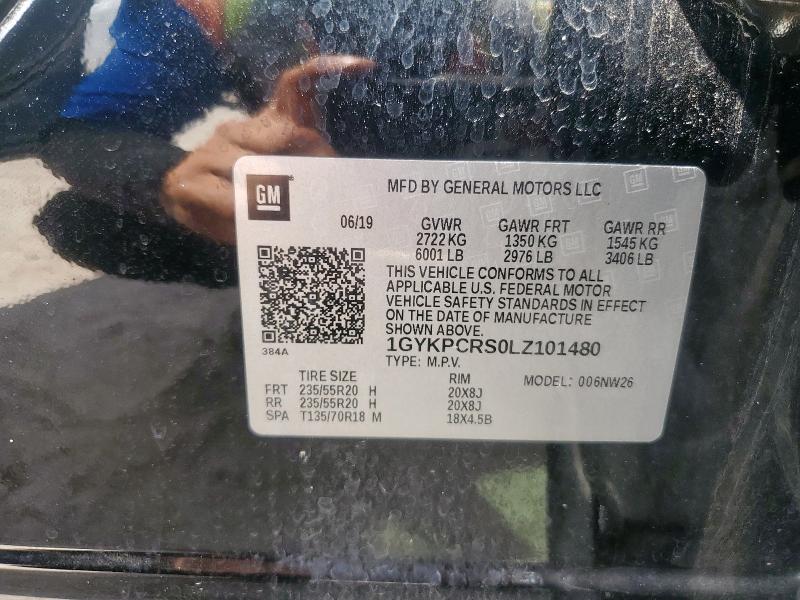 GM
MFD BY GENERAL MOTORS LLC
06/19 GVWR GAWR FRT GAWR RR
2722 KG 1350 KG 1545 KG
6001 LB 2976 LB 3406 LB
THIS VEHICLE CONFORMS TO ALL
APPLICABLE U.S. FEDERAL MOTOR
VEHICLE SAFETY STANDARDS IN EFFECT
ON THE DATE OF MANUFACTURE
SHOWN ABOVE.
384A
1GYKPCRS0LZ101480
TYPE: M.P.V.
TIRE SIZE RIM MODEL: 006NW26
FRT 235/55R20 H 20X8J
RR 235/55R20 H 20X8J
SPA T135/70R18 M 18X4.5B